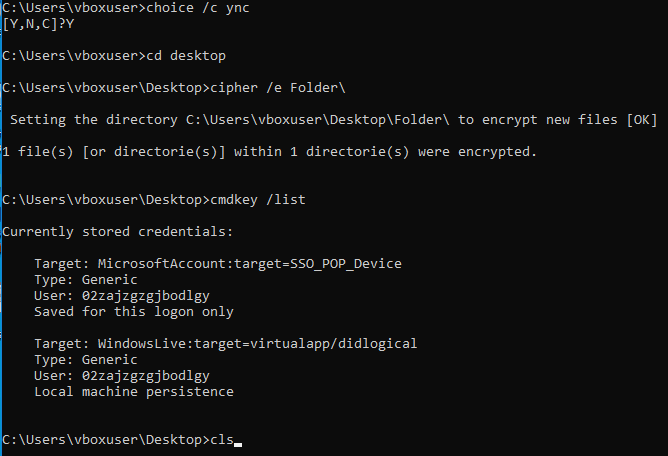 C:\Users\vboxuser>choice /c ync
[Y,N,C]?Y
C:\Users\vboxuser>cd desktop
C:\Users\vboxuser\Desktop>cipher /e Folder\
Setting the directory C:\Users\vboxuser\Desktop\Folder\ to encrypt new files [OK]
1 file(s) [or directorie(s)] within 1 directorie(s) were encrypted.
C:\Users\vboxuser\Desktop>cmdkey /list
Currently stored credentials:
Target: MicrosoftAccount:target=SSO_POP_Device
Type: Generic
User: 02zajzgzgjbodlgy
Saved for this logon only
Target: WindowsLive:target=virtualapp/didlogical
Type: Generic
User: 02zajzgzgjbodlgy
Local machine persistence
C:\Users\vboxuser\Desktop>cls